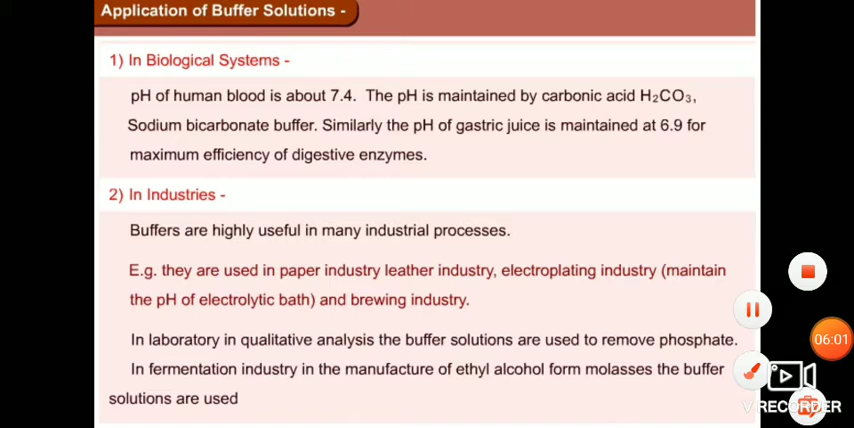 Application of Buffer Solutions -
1) In Biological Systems -
pH of human blood is about 7.4. The pH is maintained by carbonic acid H₂CO₃,
Sodium bicarbonate buffer. Similarly the pH of gastric juice is maintained at 6.9 for
maximum efficiency of digestive enzymes.
2) In Industries -
Buffers are highly useful in many industrial processes.
E.g. they are used in paper industry leather industry, electroplating industry (maintain
the pH of electrolytic bath) and brewing industry.
In laboratory in qualitative analysis the buffer solutions are used to remove phosphate.
In fermentation industry in the manufacture of ethyl alcohol form molasses the buffer
solutions are used
06:01
V RECORDER